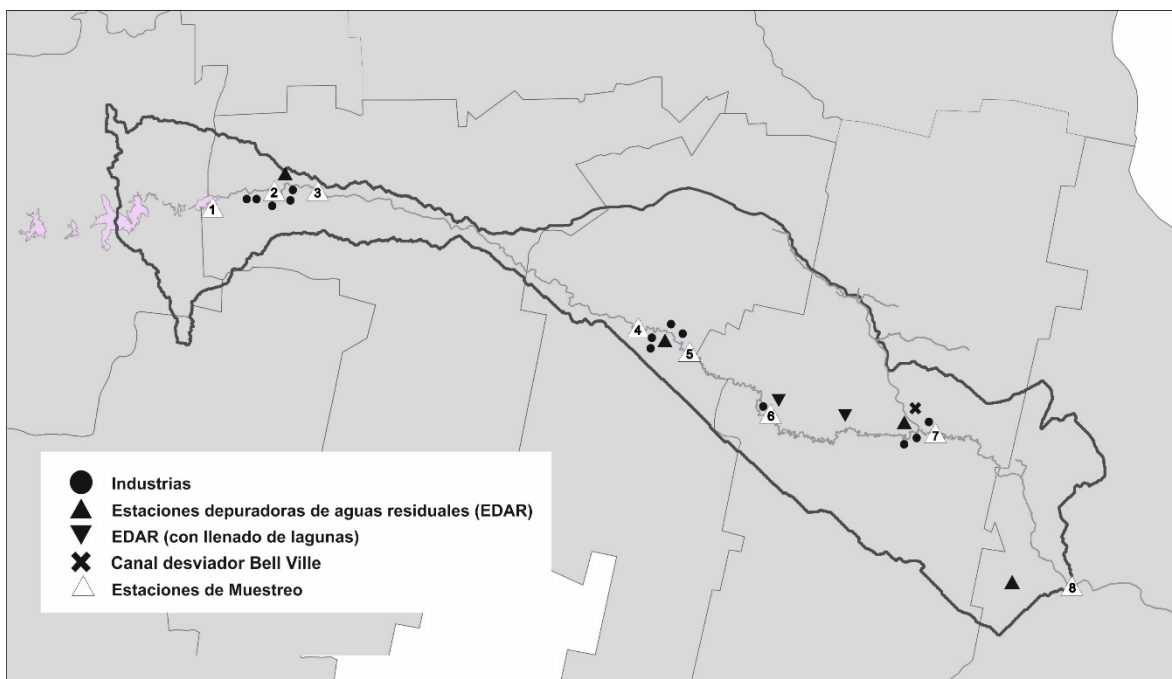 1
2
3
4
5
6
7
8
Industrias
Estaciones depuradoras de aguas residuales (EDAR)
EDAR (con llenado de lagunas)
Canal desviador Bell Ville
Estaciones de Muestreo